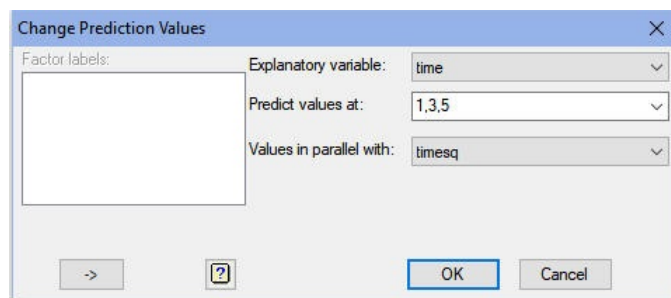 Change Prediction Values
Factor labels:
Explanatory variable: time
Predict values at: 1,3,5
Values in parallel with: timesq
-> ? OK Cancel